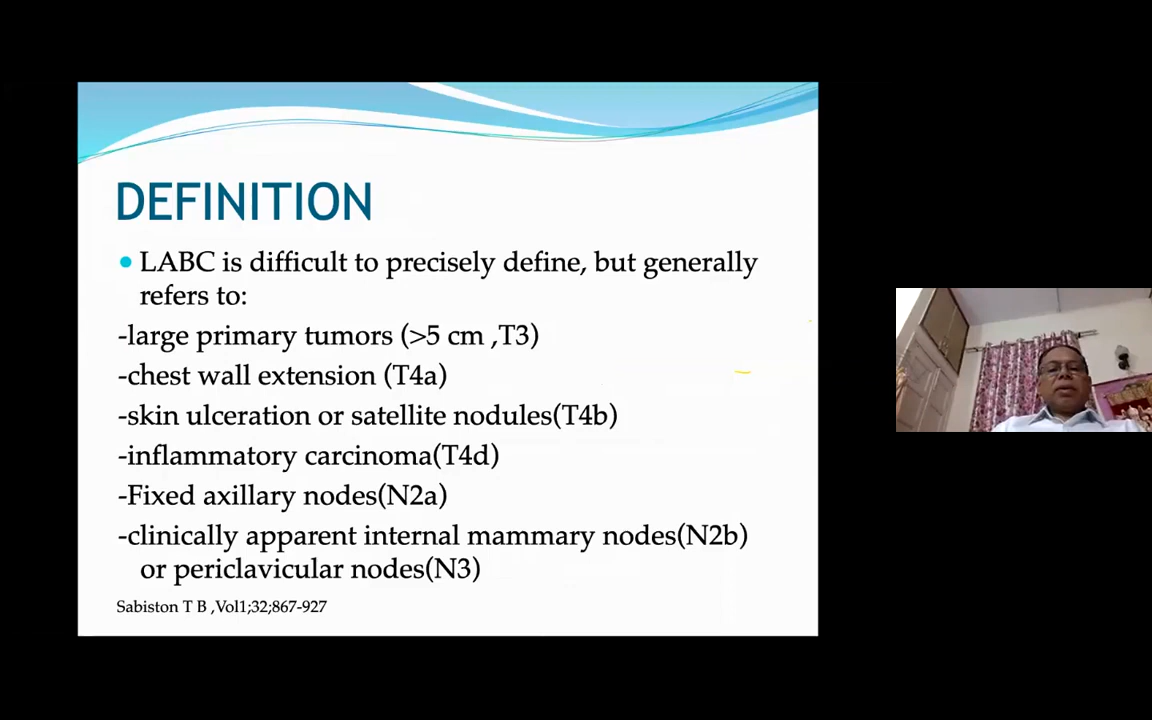 DEFINITION
LABC is difficult to precisely define, but generally
refers to:
-large primary tumors (>5 cm ,T3)
-chest wall extension (T4a)
-skin ulceration or satellite nodules(T4b)
-inflammatory carcinoma(T4d)
-Fixed axillary nodes(N2a)
-clinically apparent internal mammary nodes(N2b)
or periclavicular nodes(N3)
Sabiston T B ,Vol1;32;867-927